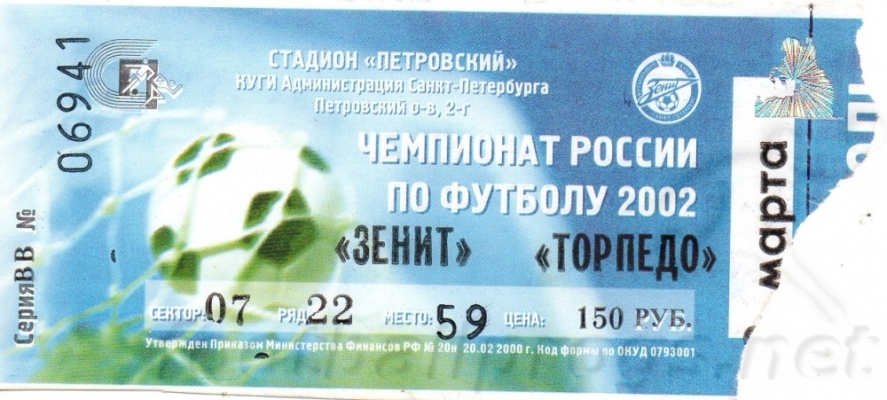 СТАДИОН «ПЕТРОВСКИЙ»
КУГИ Администрация Санкт-Петербурга
Петровский о-в, 2-г
Зенит
ЧЕМПИОНАТ РОССИИ
ПО ФУТБОЛУ 2002
«ЗЕНИТ» «ТОРПЕДО»
СЕКТОР: 07 РЯД: 22 МЕСТО: 59 ЦЕНА: 150 РУБ.
Утвержден Приказом Министерства Финансов РФ № 20н 20.02 2000 г. Код формы по ОКУД 0793001
СерияВВ № 06941
марта